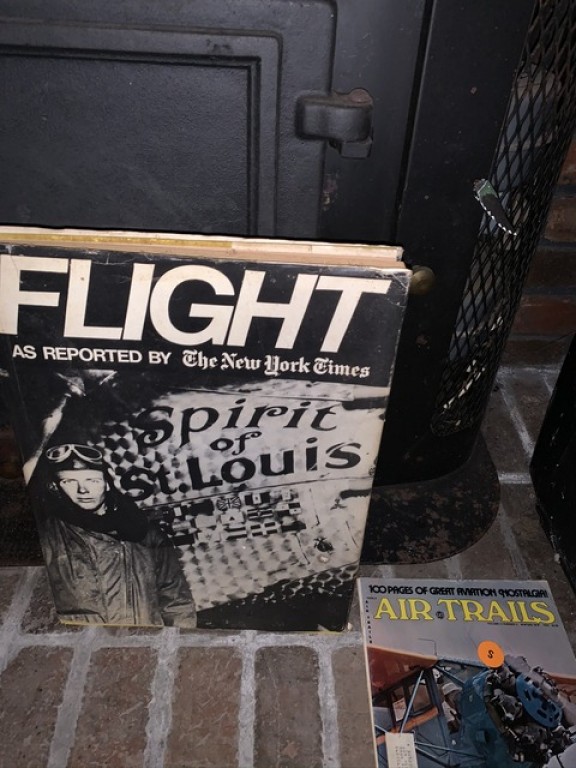 FLIGHT
AS REPORTED BY The New York Times
Spirit
of
St. Louis
100 PAGES OF GREAT AVIATION NOSTALGIA!
AIR TRAILS
S